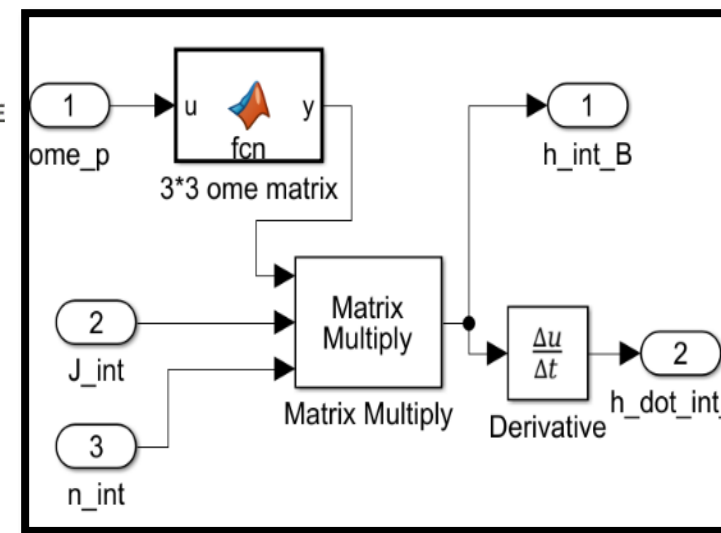 E
1
ome_p
u
y
fcn
3*3 ome matrix
1
h_int_B
2
J_int
3
n_int
Matrix
Multiply
Matrix Multiply
Δu
Δt
Derivative
2
h_dot_int_